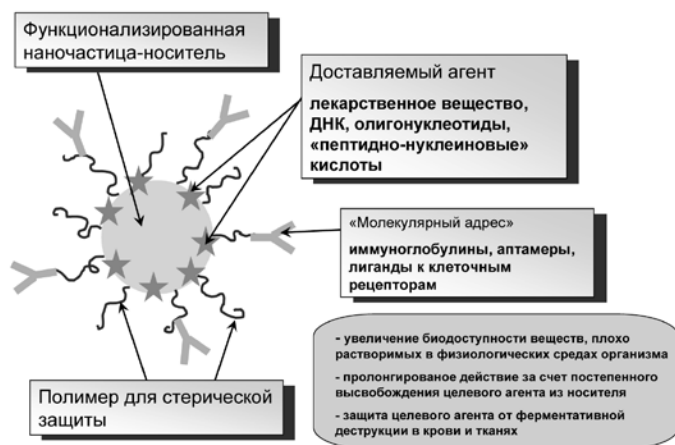 Функционализированная
наночастица-носитель
Доставляемый агент
лекарственное вещество,
ДНК, олигонуклеотиды,
«пептидно-нуклеиновые»
кислоты
«Молекулярный адрес»
иммуноглобулины, аптамеры,
лиганды к клеточным
рецепторам
- увеличение биодоступности веществ, плохо
растворимых в физиологических средах организма
- пролонгированое действие за счет постепенного
высвобождения целевого агента из носителя
- защита целевого агента от ферментативной
деструкции в крови и тканях
Полимер для стерической
защиты